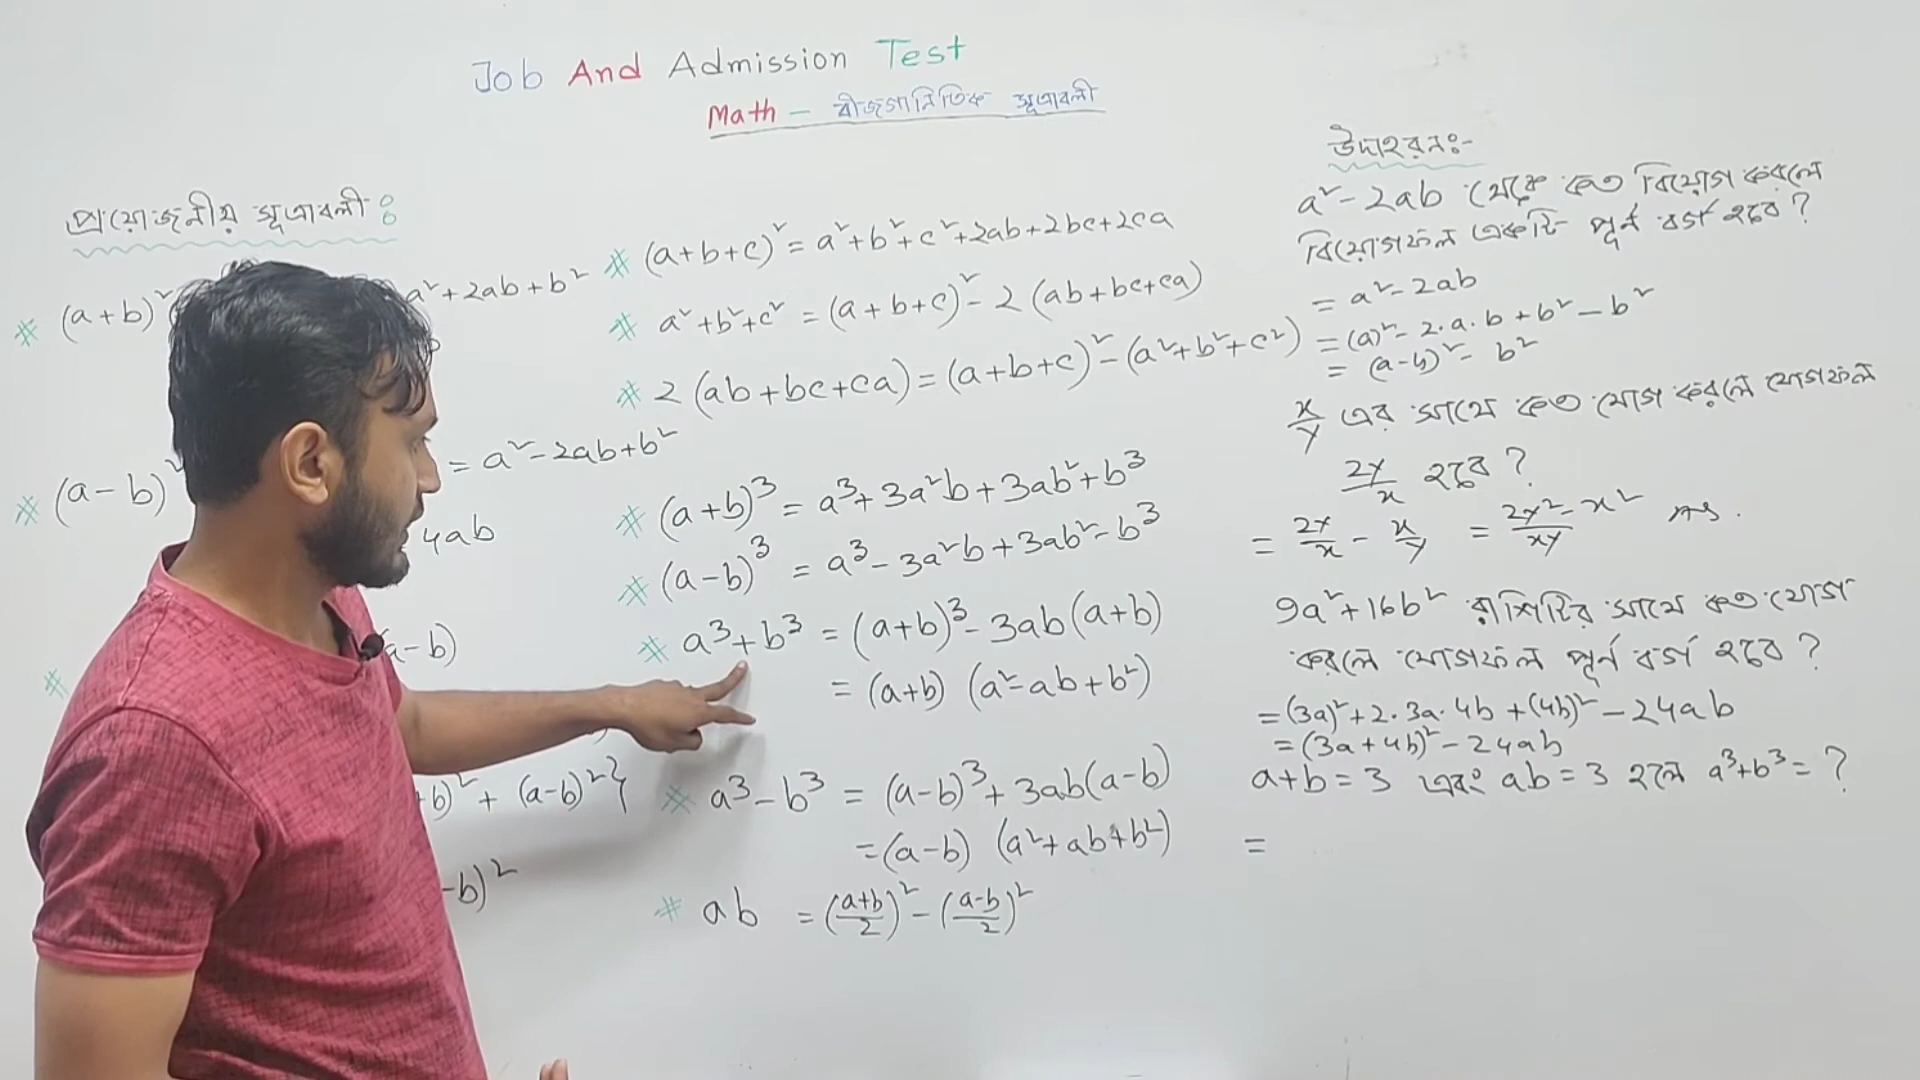 Job And Admission Test
Math – বীজগানিতিক সূত্রাবলী
প্রয়োজনীয় সূত্রাবলী :
* (a+b)²
a²+2ab+b²
* (a-b)²
= a²-2ab+b²
4ab
(a-b)
b)² + (a-b)²}
-b)²
* (a+b+c)² = a²+b²+c²+2ab+2bc+2ca
* a²+b²+c² = (a+b+c)² - 2(ab+bc+ca)
* 2(ab+bc+ca) = (a+b+c)² - (a²+b²+c²)
* (a+b)³ = a³+3a²b+3ab²+b³
* (a-b)³ = a³-3a²b+3ab²-b³
* a³+b³ = (a+b)³-3ab(a+b)
= (a+b) (a²-ab+b²)
* a³-b³ = (a-b)³+3ab(a-b)
=(a-b) (a²+ab+b²)
* ab = ((a+b)/2)² - ((a-b)/2)²
উদাহরনঃ-
a²-2ab থেকে কত বিয়োগ করলে
বিয়োগফল একটি পূর্ন বর্গ হবে ?
= a²-2ab
= (a)²-2·a·b+b²-b²
= (a-b)²- b²
x/y এর সাথে কত যোগ করলে যোগফল
2y/x হবে ?
= 2y/x - x/y = (2y²-x²)/xy Ans.
9a²+16b² রাশিটির সাথে কত যোগ
করলে যোগফল পূর্ন বর্গ হবে ?
=(3a)²+2·3a·4b+(4b)²-24ab
=(3a+4b)²-24ab
a+b=3 এবং ab=3 হলে a³+b³=?
=